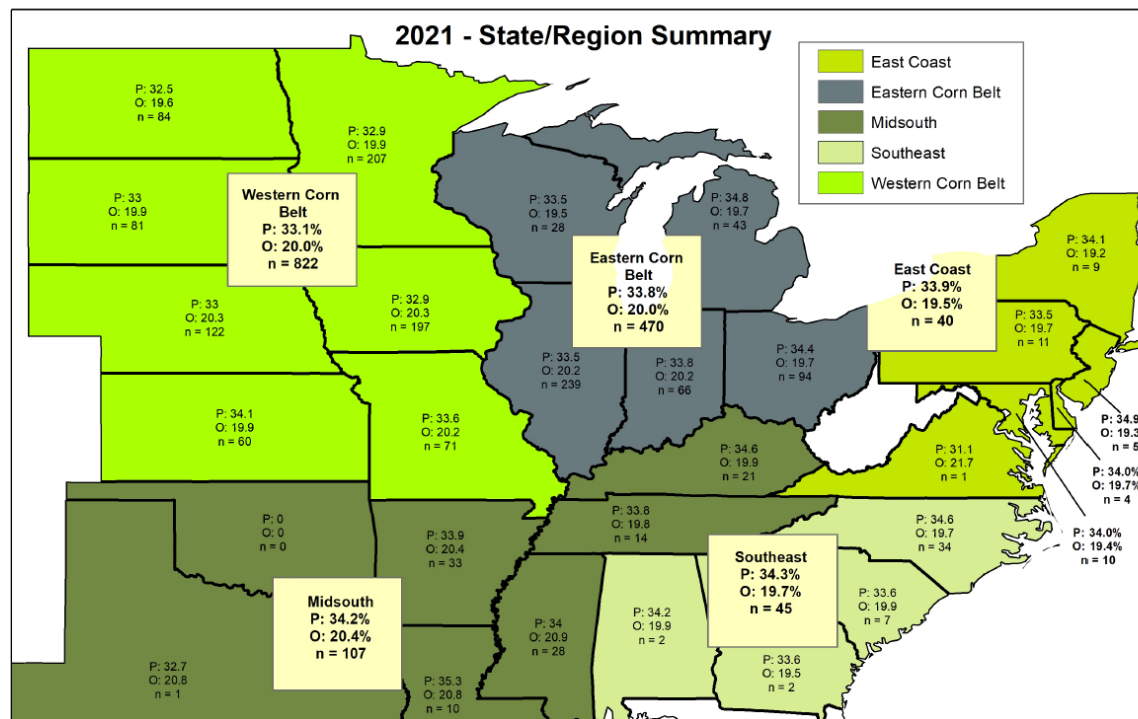 2021 - State/Region Summary
East Coast
Eastern Corn Belt
Midsouth
Southeast
Western Corn Belt
P: 32.5
O: 19.6
n = 84
P: 32.9
O: 19.9
n = 207
P: 33
O: 19.9
n = 81
Western Corn
Belt
P: 33.1%
O: 20.0%
n = 822
P: 33.5
O: 19.5
n = 28
P: 34.8
O: 19.7
n = 43
Eastern Corn
Belt
P: 33.8%
O: 20.0%
n = 470
East Coast
P: 33.9%
O: 19.5%
n = 40
P: 34.1
O: 19.2
n = 9
P: 33
O: 20.3
n = 122
P: 32.9
O: 20.3
n = 197
P: 33.5
O: 20.2
n = 239
P: 33.8
O: 20.2
n = 66
P: 34.4
O: 19.7
n = 94
P: 33.5
O: 19.7
n = 11
P: 34.1
O: 19.9
n = 60
P: 33.6
O: 20.2
n = 71
P: 34.6
O: 19.9
n = 21
P: 31.1
O: 21.7
n = 1
P: 34.9
O: 19.3
n = 5
P: 34.0%
O: 19.7%
n = 4
P: 34.0%
O: 19.4%
n = 10
P: 0
O: 0
n = 0
P: 33.9
O: 20.4
n = 33
P: 33.8
O: 19.8
n = 14
P: 34.6
O: 19.7
n = 34
Southeast
P: 34.3%
O: 19.7%
n = 45
Midsouth
P: 34.2%
O: 20.4%
n = 107
P: 34
O: 20.9
n = 28
P: 34.2
O: 19.9
n = 2
P: 33.6
O: 19.9
n = 7
P: 32.7
O: 20.8
n = 1
P: 35.3
O: 20.8
n = 10
P: 33.6
O: 19.5
n = 2